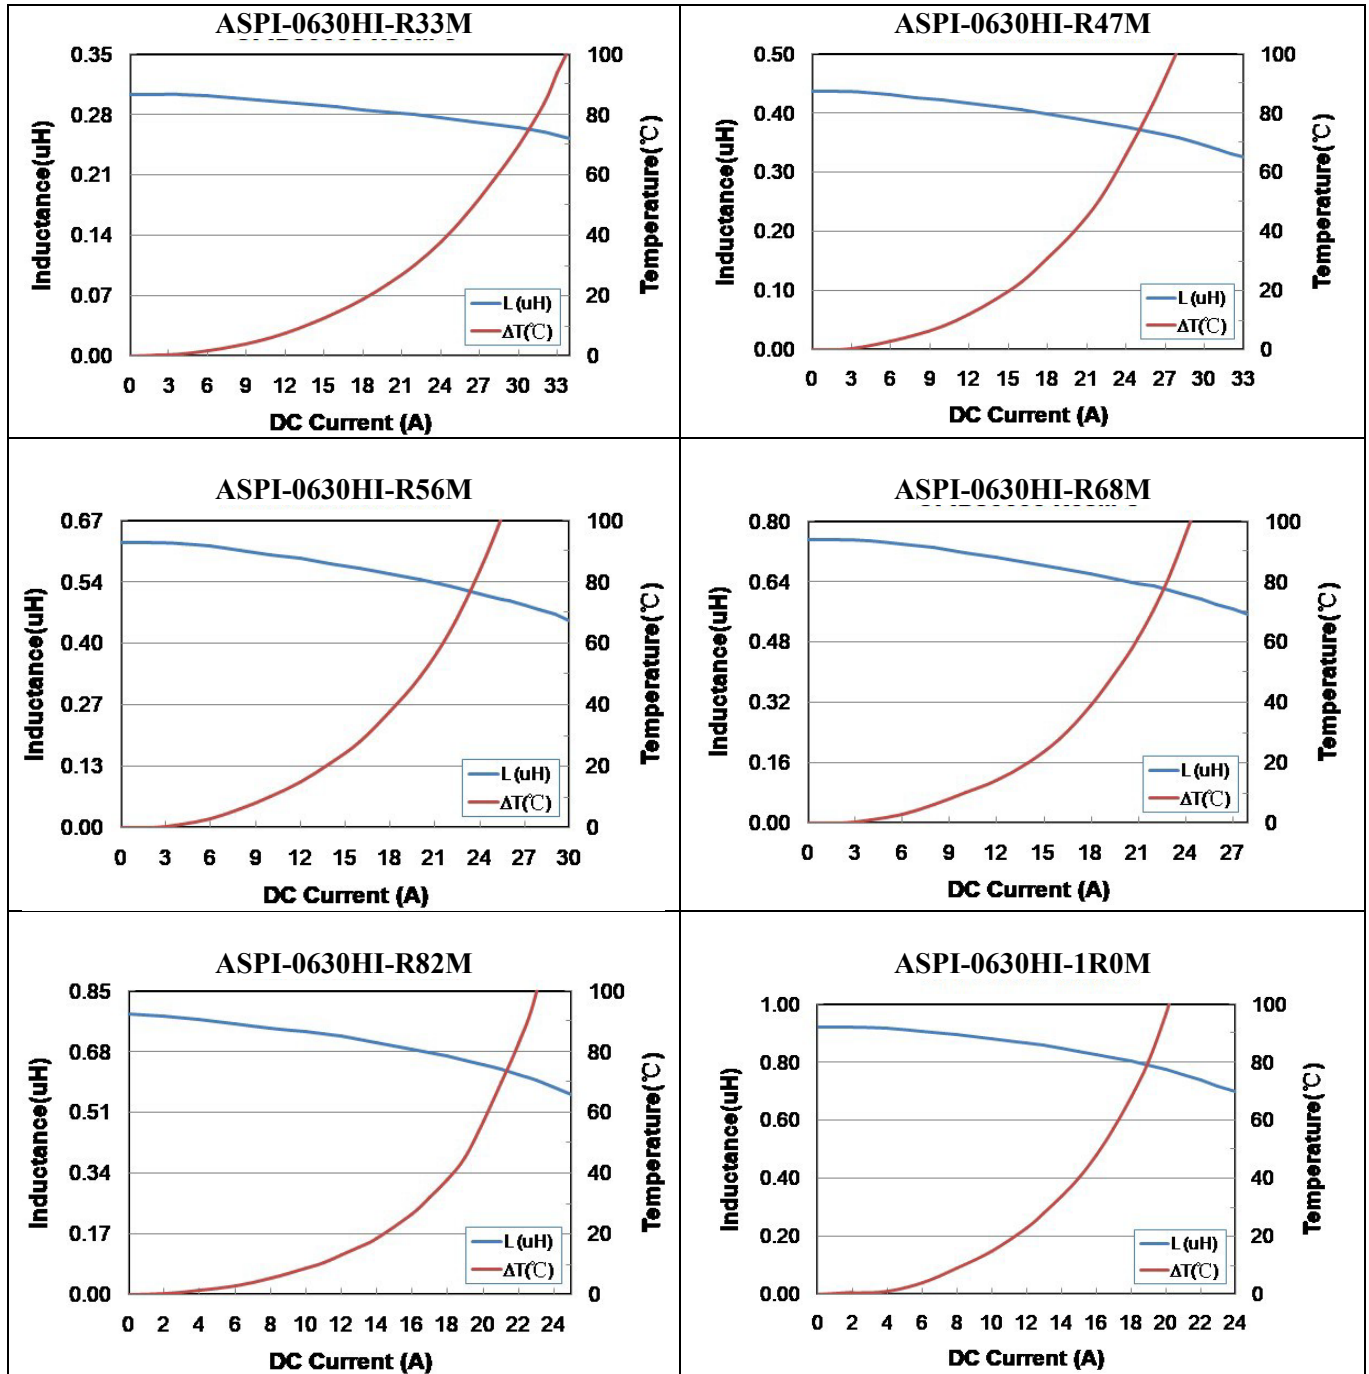 ASPI-0630HI-R33M
0.35
0.28
0.21
0.14
0.07
0.00
100
80
60
40
20
0
Inductance(uH)
Temperature(℃)
L(uH)
ΔT(℃)
0 3 6 9 12 15 18 21 24 27 30 33
DC Current (A)
ASPI-0630HI-R47M
0.50
0.40
0.30
0.20
0.10
0.00
100
80
60
40
20
0
Inductance(uH)
Temperature(℃)
L(uH)
ΔT(℃)
0 3 6 9 12 15 18 21 24 27 30 33
DC Current (A)
ASPI-0630HI-R56M
0.67
0.54
0.40
0.27
0.13
0.00
100
80
60
40
20
0
Inductance(uH)
Temperature(℃)
L(uH)
ΔT(℃)
0 3 6 9 12 15 18 21 24 27 30
DC Current (A)
ASPI-0630HI-R68M
0.80
0.64
0.48
0.32
0.16
0.00
100
80
60
40
20
0
Inductance(uH)
Temperature(℃)
L(uH)
ΔT(℃)
0 3 6 9 12 15 18 21 24 27
DC Current (A)
ASPI-0630HI-R82M
0.85
0.68
0.51
0.34
0.17
0.00
100
80
60
40
20
0
Inductance(uH)
Temperature(℃)
L(uH)
ΔT(℃)
0 2 4 6 8 10 12 14 16 18 20 22 24
DC Current (A)
ASPI-0630HI-1R0M
1.00
0.80
0.60
0.40
0.20
0.00
100
80
60
40
20
0
Inductance(uH)
Temperature(℃)
L(uH)
ΔT(℃)
0 2 4 6 8 10 12 14 16 18 20 22 24
DC Current (A)